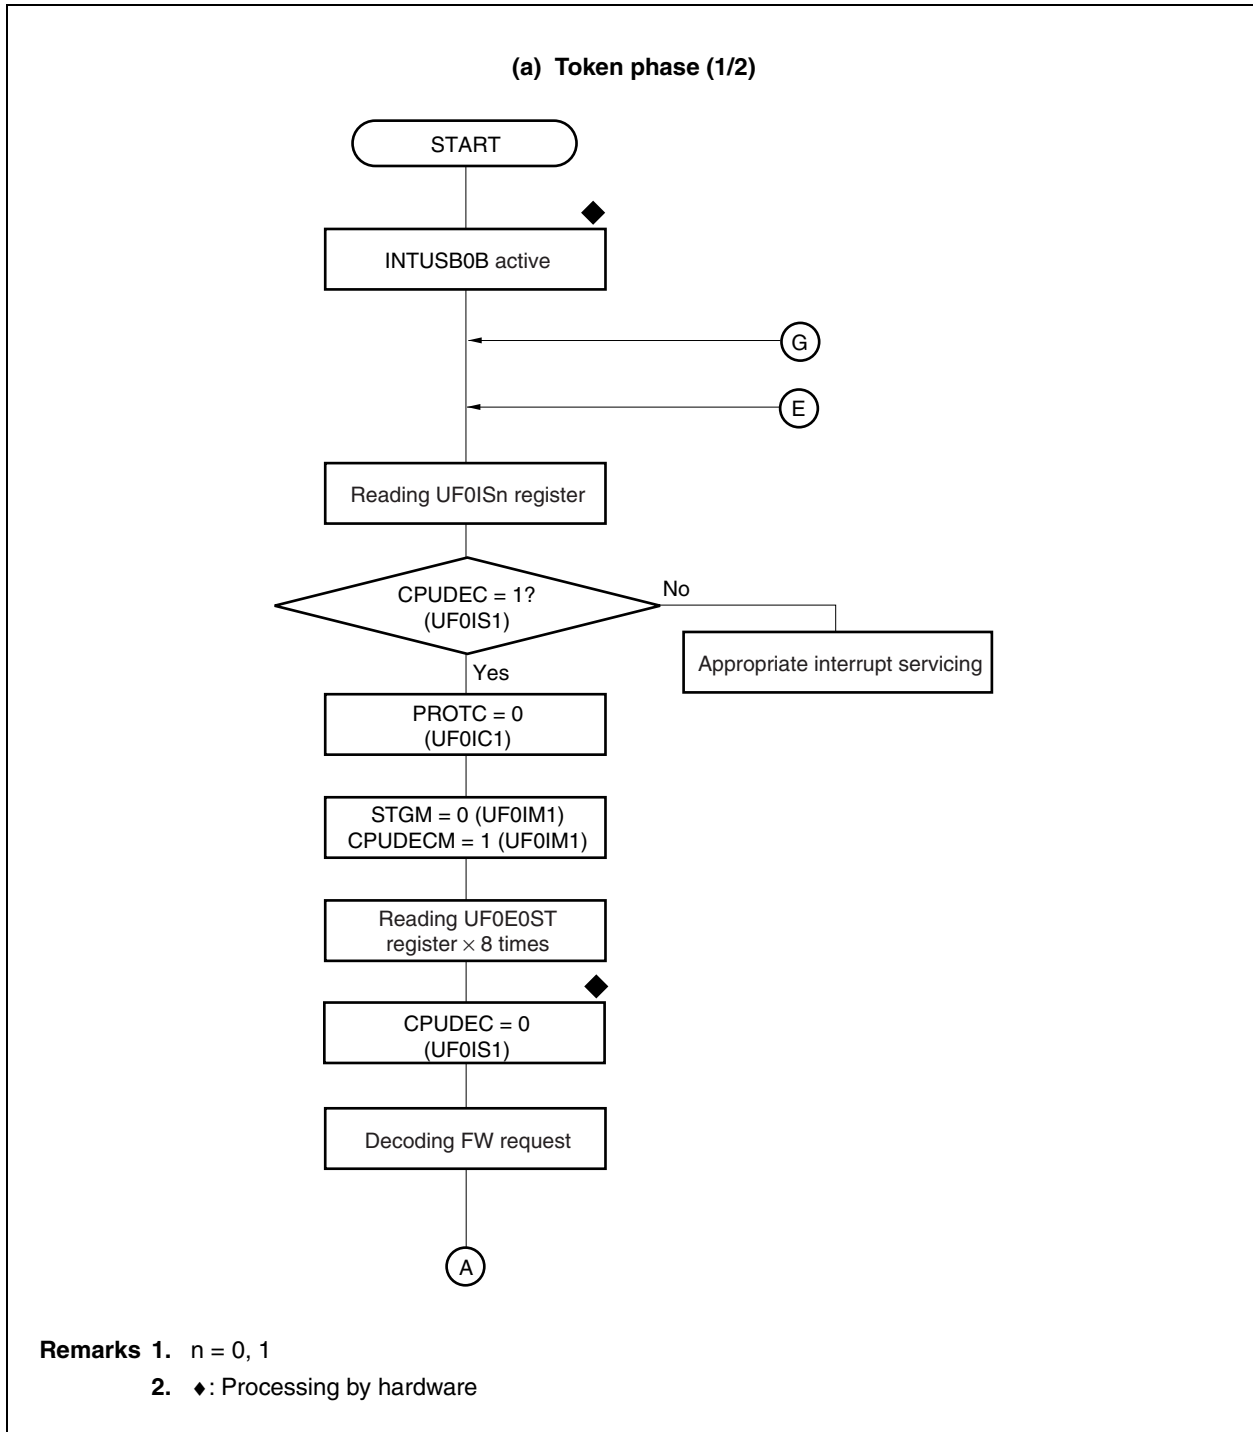 (a) Token phase (1/2)
START
INTUSB0B active
G
E
Reading UF0ISn register
CPUDEC = 1?
(UF0IS1)
No
Appropriate interrupt servicing
Yes
PROTC = 0
(UF0IC1)
STGM = 0 (UF0IM1)
CPUDECM = 1 (UF0IM1)
Reading UF0E0ST
register × 8 times
CPUDEC = 0
(UF0IS1)
Decoding FW request
A
Remarks 1. n = 0, 1
2. ♦: Processing by hardware